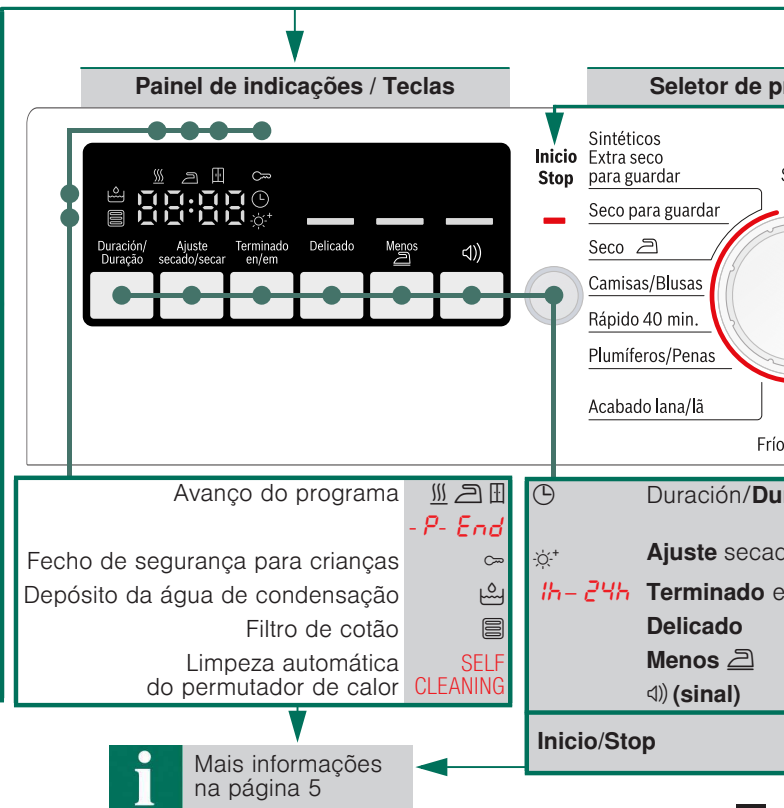 Painel de indicações / Teclas
Seletor de
Inicio
Stop
Sintéticos
Extra seco
para guardar
Seco para guardar
Seco
Camisas/Blusas
Rápido 40 min.
Plumíferos/Penas
Acabado lana/lã
Frío
88:88
Duración/
Duração
Ajuste
secado/secar
Terminado
en/em
Delicado
Menos
Avanço do programa
- P- End
Fecho de segurança para crianças
Depósito da água de condensação
Filtro de cotão
Limpeza automática
do permutador de calor
SELF
CLEANING
Duración/
Ajuste
1h– 24h Terminado
Delicado
Menos
(sinal)
Inicio/Stop
i
Mais informações
na página 5